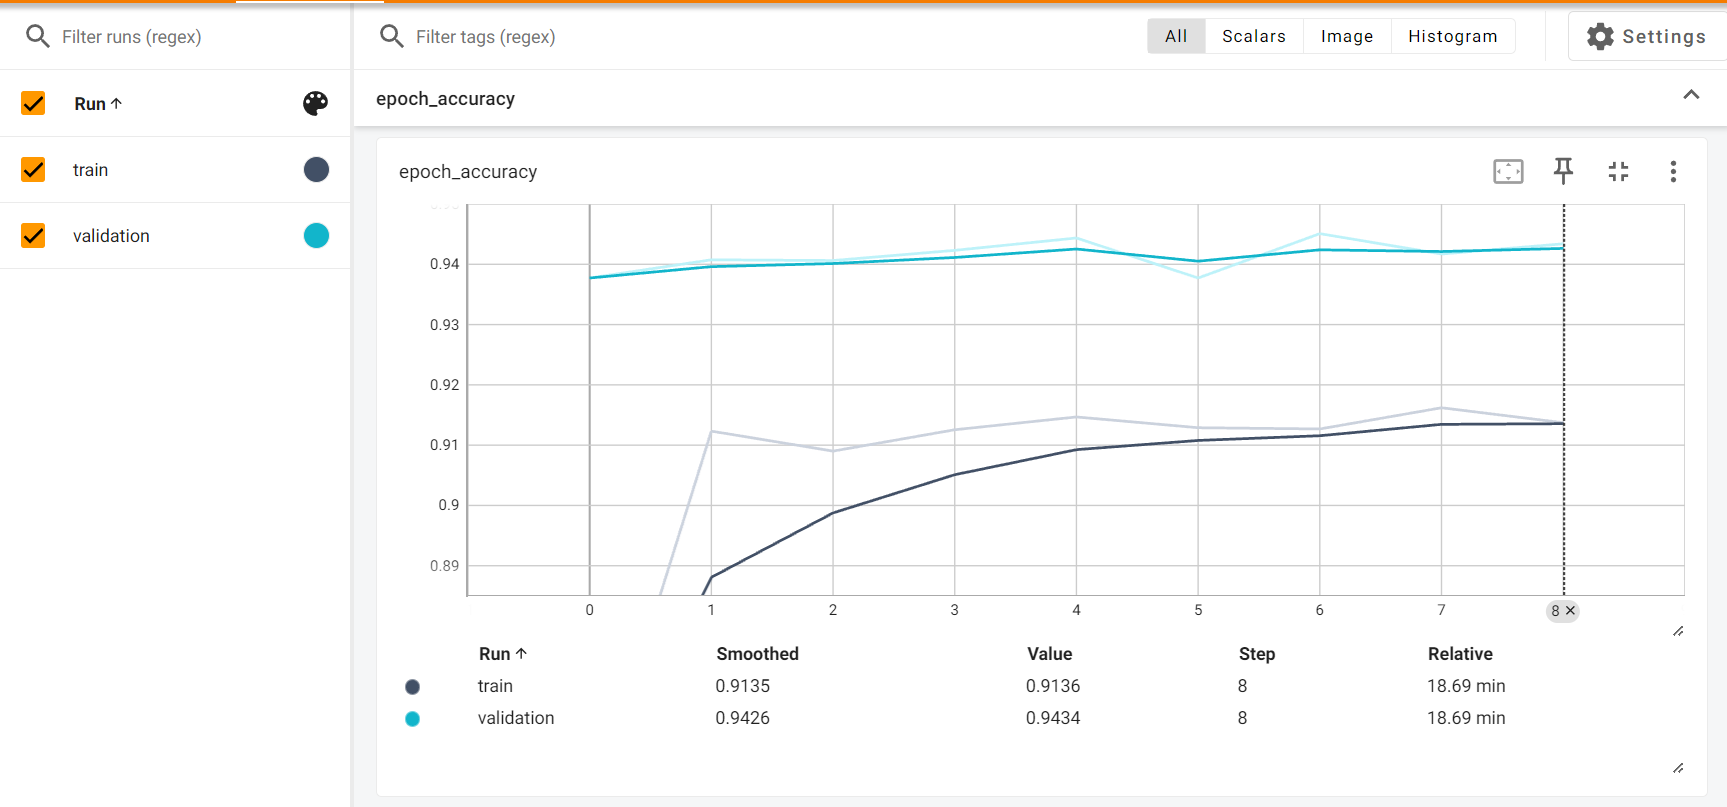 Filter runs (regex)
Filter tags (regex)
All Scalars Image Histogram
Settings
Run ↑
train
validation
epoch_accuracy
epoch_accuracy
0.94
0.93
0.92
0.91
0.9
0.89
0 1 2 3 4 5 6 7 8 ×
Run ↑ Smoothed Value Step Relative
train 0.9135 0.9136 8 18.69 min
validation 0.9426 0.9434 8 18.69 min